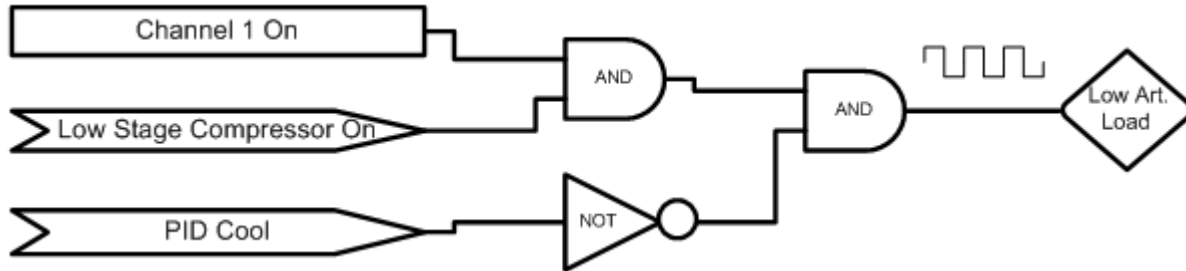 Channel 1 On
AND
Low Stage Compressor On
AND
Low Art.
Load
PID Cool
NOT